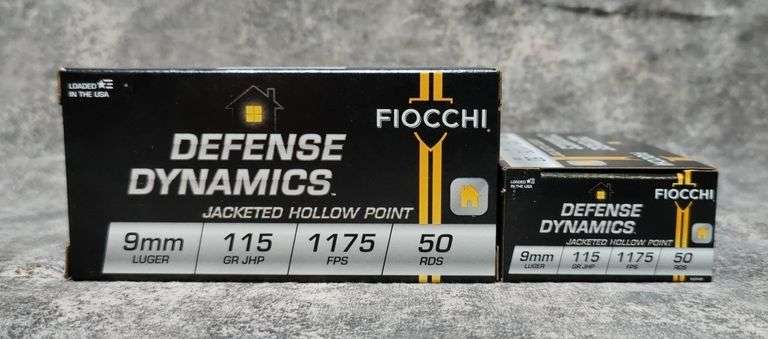 LOADED
IN THE USA
FIOCCHI
DEFENSE
DYNAMICS
JACKETED HOLLOW POINT
9mm 115 1175 50
LUGER GR JHP FPS RDS
LOADED
IN THE USA
FIOCCHI
DEFENSE
DYNAMICS
JACKETED HOLLOW POINT
9mm 115 1175 50
LUGER GR JHP FPS RDS